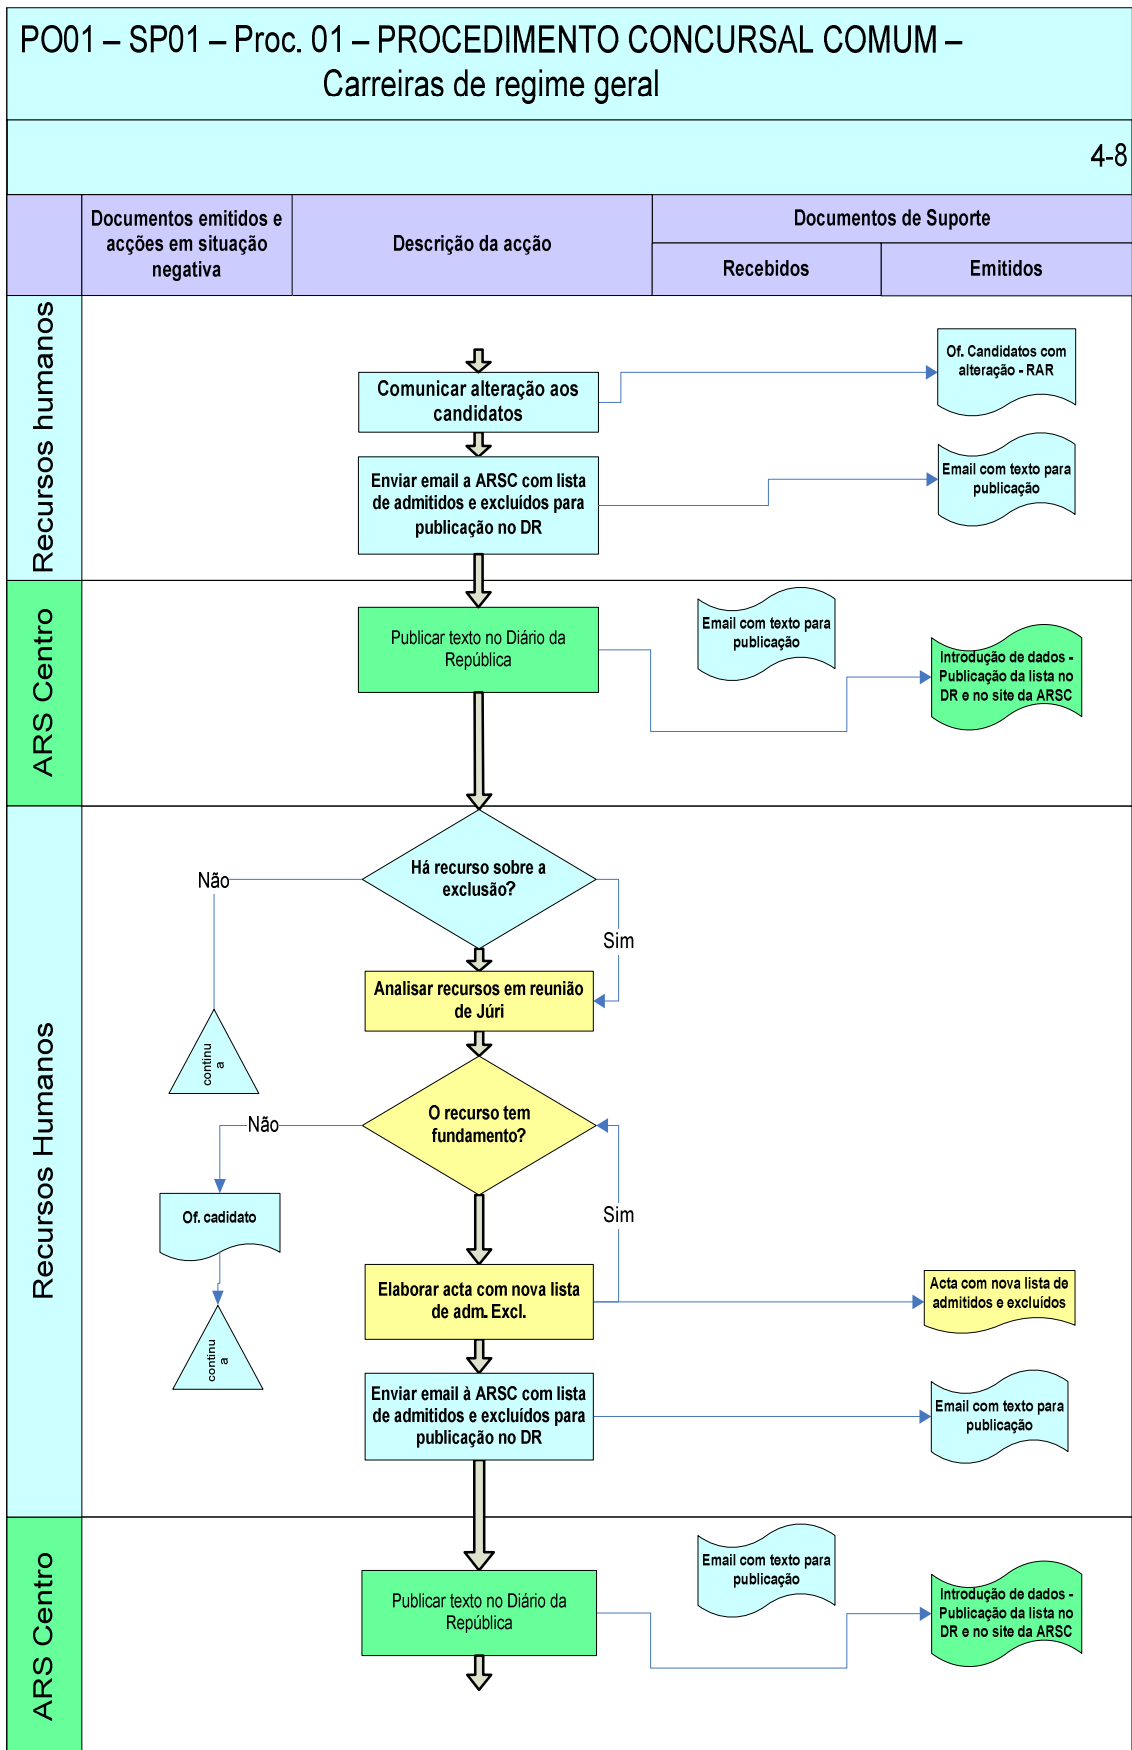 PO01 – SP01 – Proc. 01 – PROCEDIMENTO CONCURSAL COMUM –
Carreiras de regime geral
4-8
Documentos emitidos e
acções em situação
negativa
Descrição da acção
Documentos de Suporte
Recebidos
Emitidos
Recursos humanos
Comunicar alteração aos
candidatos
Of. Candidatos com
alteração - RAR
Enviar email a ARSC com lista
de admitidos e excluídos para
publicação no DR
Email com texto para
publicação
ARS Centro
Publicar texto no Diário da
República
Email com texto para
publicação
Introdução de dados -
Publicação da lista no
DR e no site da ARSC
Recursos Humanos
Há recurso sobre a
exclusão?
Não
Sim
Analisar recursos em reunião
de Júri
continu
a
O recurso tem
fundamento?
Não
Sim
Of. cadidato
continu
a
Elaborar acta com nova lista
de adm. Excl.
Acta com nova lista de
admitidos e excluídos
Enviar email à ARSC com lista
de admitidos e excluídos para
publicação no DR
Email com texto para
publicação
ARS Centro
Publicar texto no Diário da
República
Email com texto para
publicação
Introdução de dados -
Publicação da lista no
DR e no site da ARSC